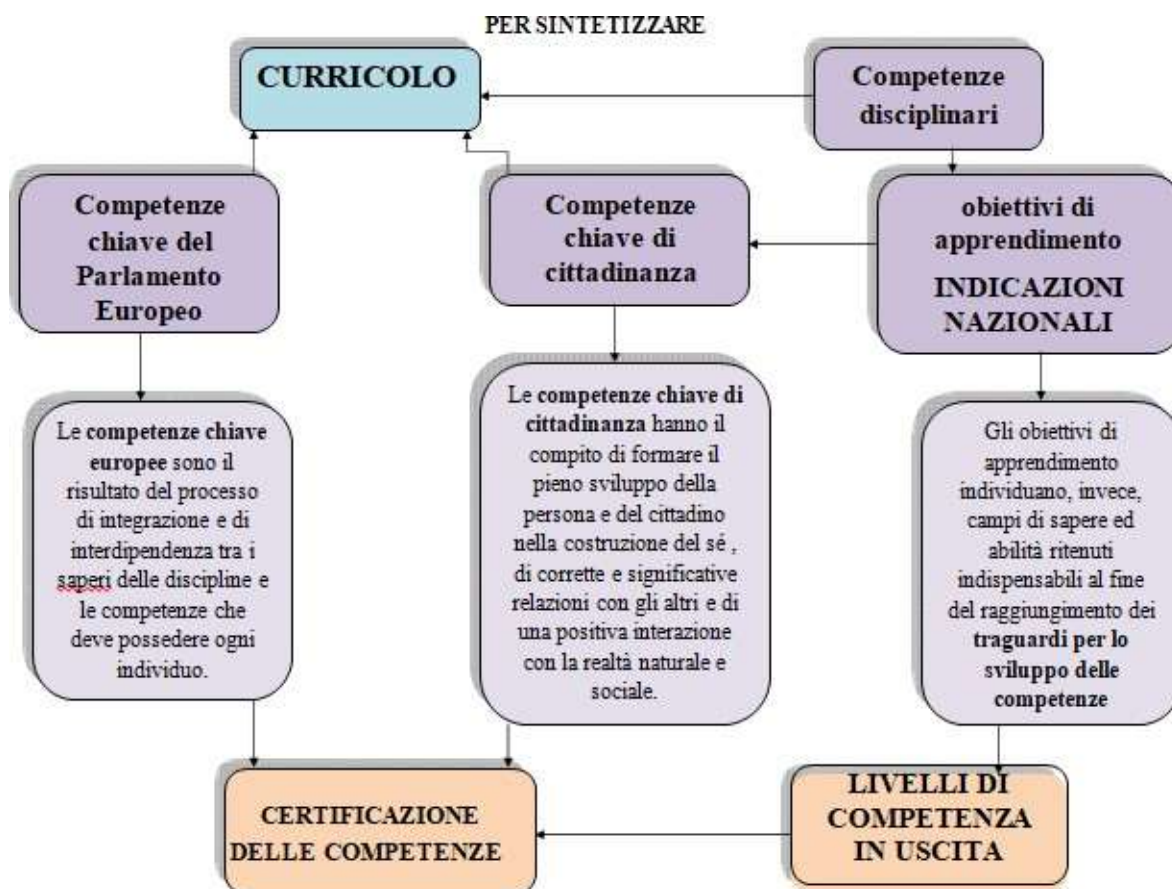 PER SINTETIZZARE
CURRICOLO
Competenze
disciplinari
Competenze
chiave del
Parlamento
Europeo
Competenze
chiave di
cittadinanza
obiettivi di
apprendimento
INDICAZIONI
NAZIONALI
Le competenze chiave
europee sono il
risultato del processo
di integrazione e di
interdipendenza tra i
saperi delle discipline e
le competenze che
deve possedere ogni
individuo.
Le competenze chiave di
cittadinanza hanno il
compito di formare il
pieno sviluppo della
persona e del cittadino
nella costruzione del sé ,
di corrette e significative
relazioni con gli altri e di
una positiva interazione
con la realtà naturale e
sociale.
Gli obiettivi di
apprendimento
individuano, invece,
campi di sapere ed
abilità ritenuti
indispensabili al fine
del raggiungimento dei
traguardi per lo
sviluppo delle
competenze
CERTIFICAZIONE
DELLE COMPETENZE
LIVELLI DI
COMPETENZA
IN USCITA